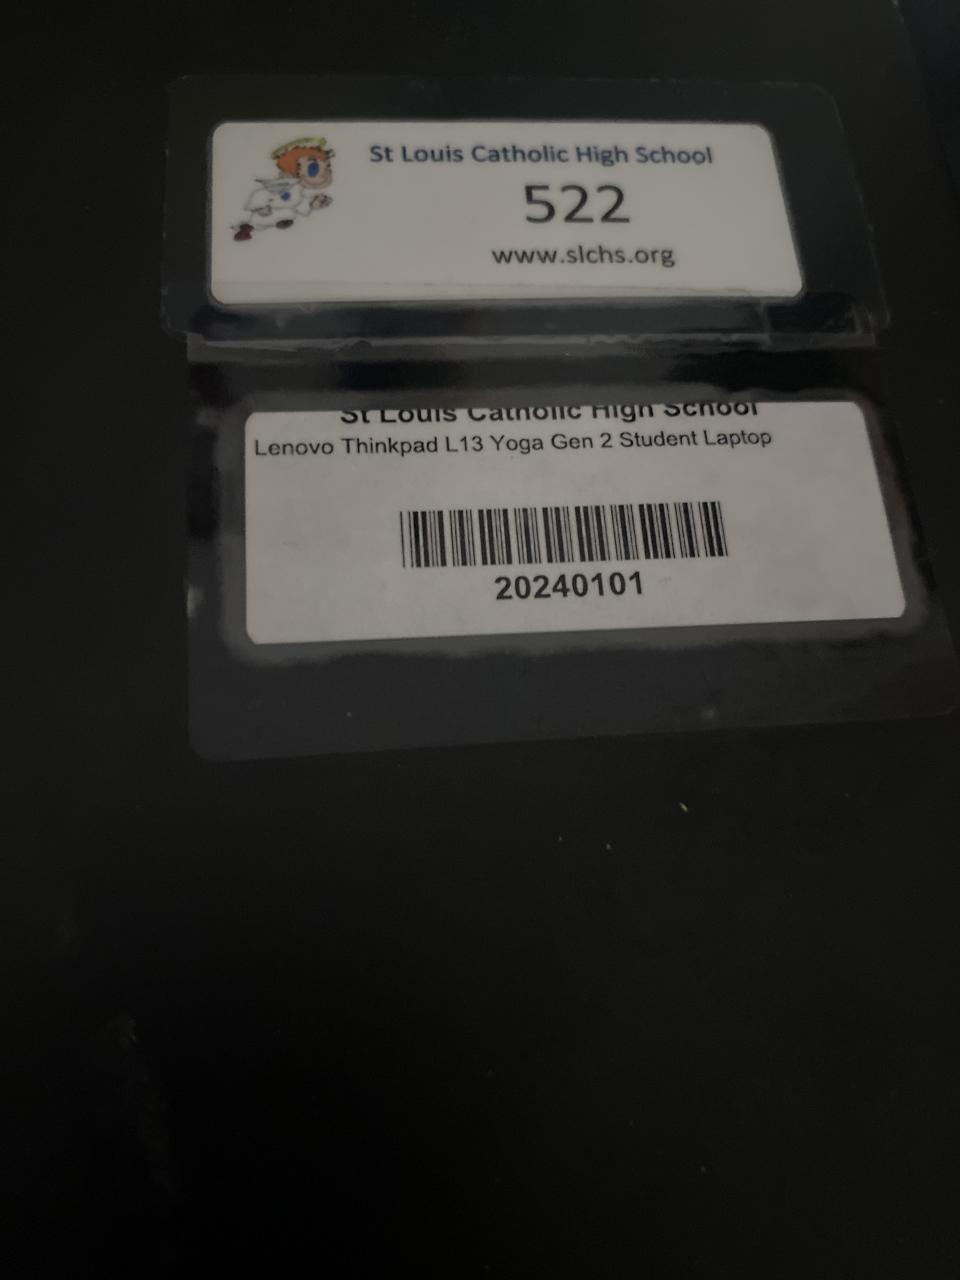 St Louis Catholic High School
522
www.slchs.org
St Louis Catholic High School
Lenovo Thinkpad L13 Yoga Gen 2 Student Laptop
20240101